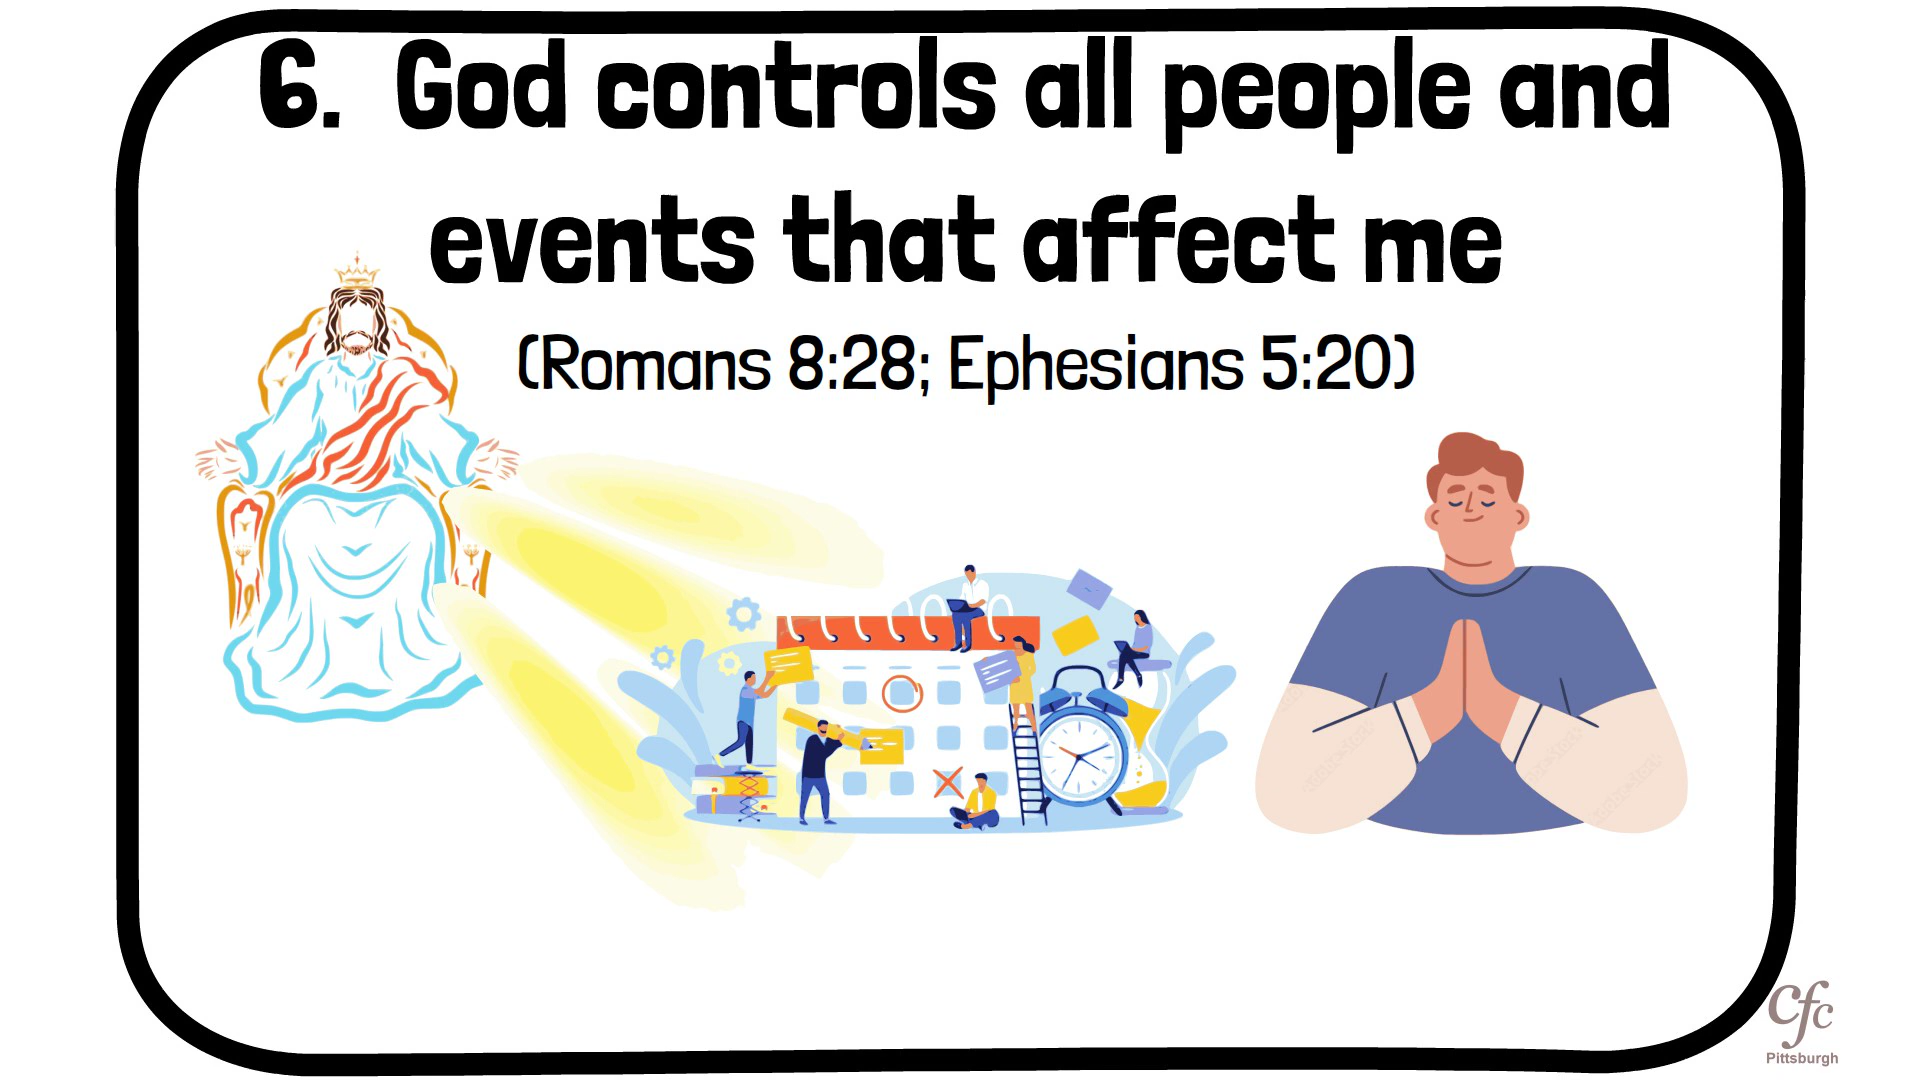 6. God controls all people and
events that affect me
(Romans 8:28; Ephesians 5:20)
cfc
Pittsburgh